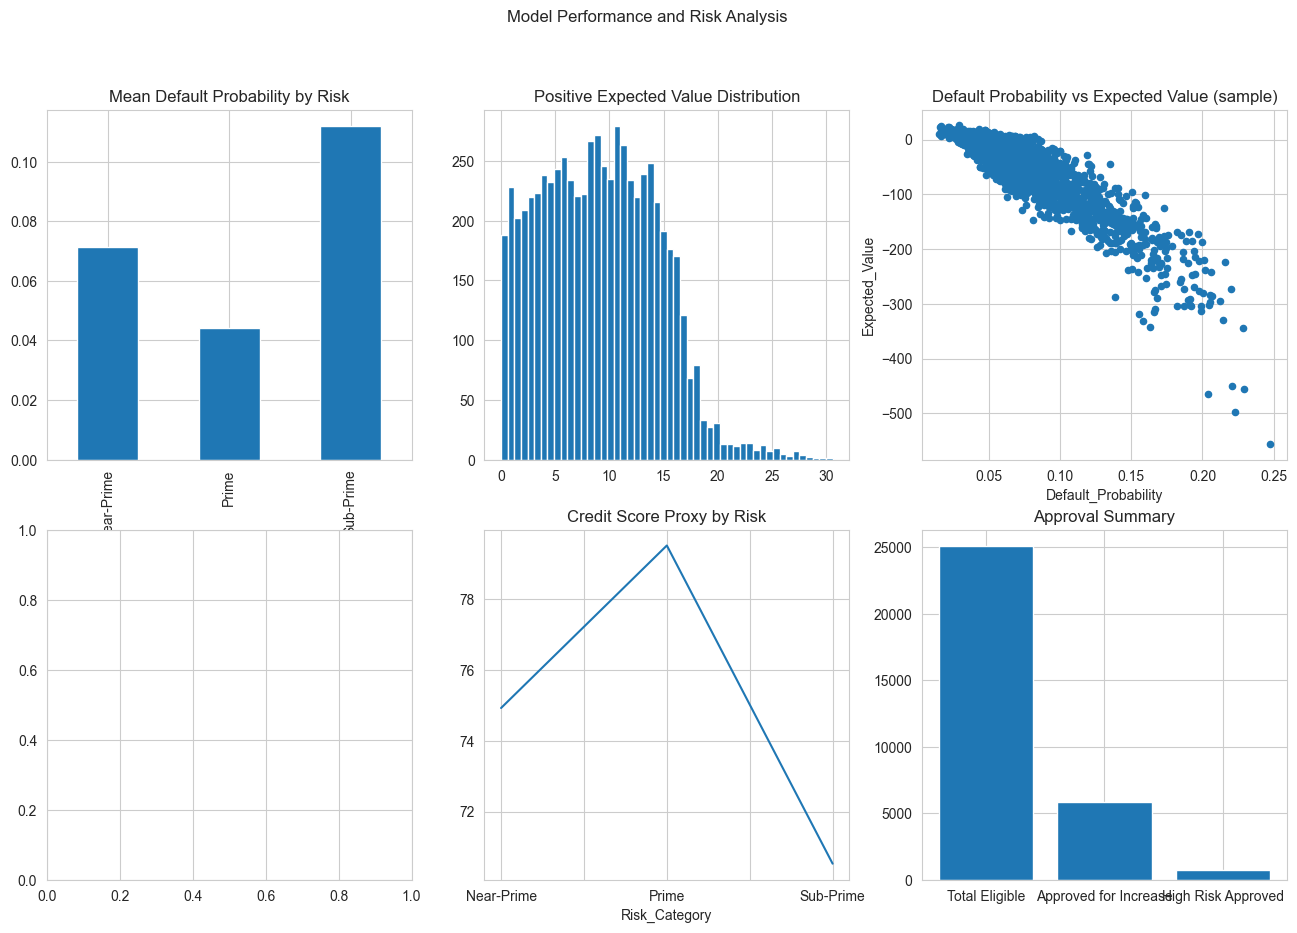 Model Performance and Risk Analysis
Mean Default Probability by Risk
0.10
0.08
0.06
0.04
0.02
0.00
Prime
Positive Expected Value Distribution
250
200
150
100
50
0
0 5 10 15 20 25 30
Default Probability vs Expected Value (sample)
Expected_Value
0
−100
−200
−300
−400
−500
0.05 0.10 0.15 0.20 0.25
Default_Probability
1.0
0.8
0.6
0.4
0.2
0.0
0.0 0.2 0.4 0.6 0.8 1.0
Credit Score Proxy by Risk
78
76
74
72
Near-Prime Prime Sub-Prime
Risk_Category
Approval Summary
25000
20000
15000
10000
5000
0
Total Eligible Approved for Increase High Risk Approved